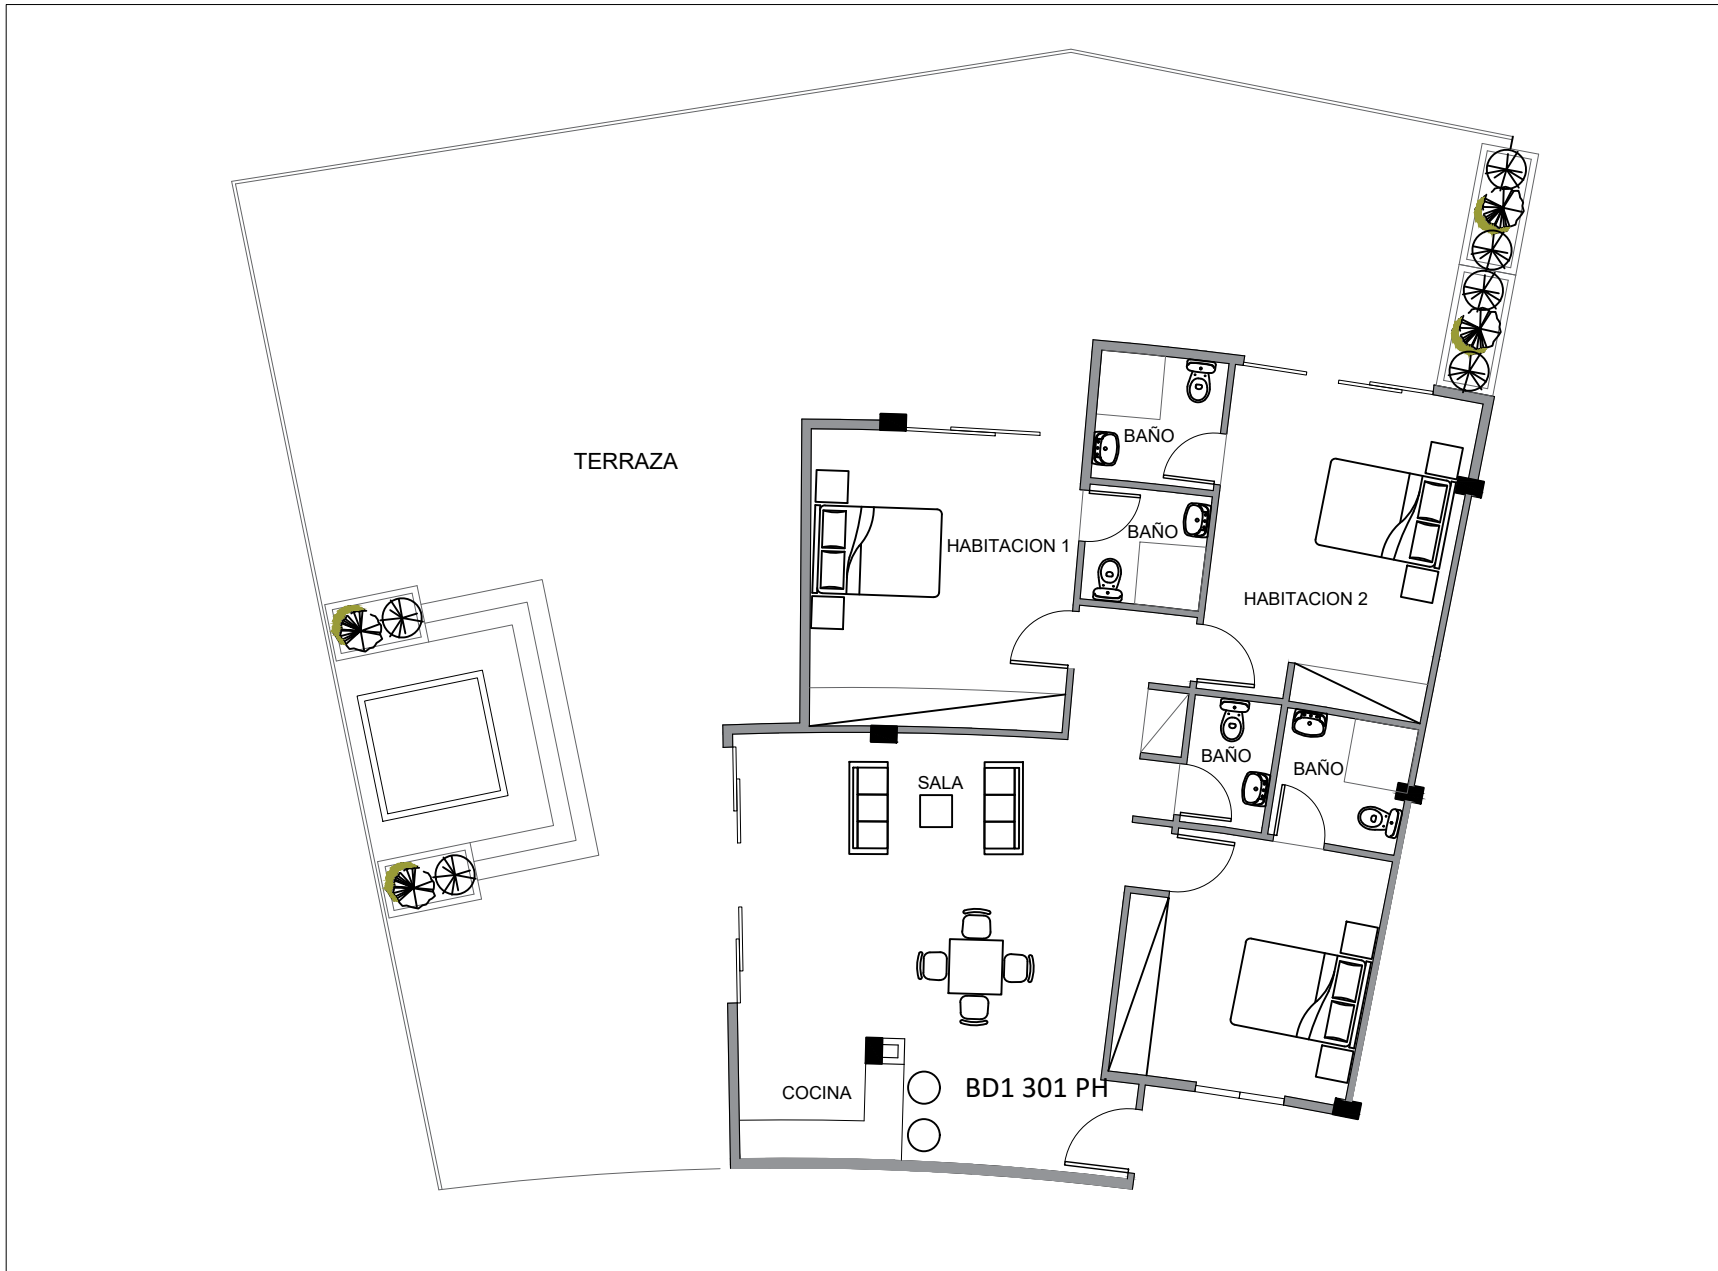 TERRAZA
BAÑO
BAÑO
HABITACION 1
HABITACION 2
BAÑO
BAÑO
SALA
COCINA
BD1 301 PH